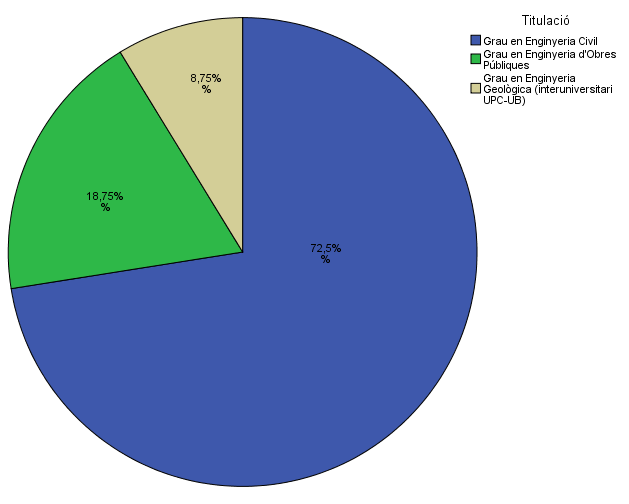 Titulació
Grau en Enginyeria Civil
Grau en Enginyeria d'Obres
Públiques
Grau en Enginyeria
Geològica (interuniversitari
UPC-UB)
8,75%
%
18,75%
%
72,5%
%